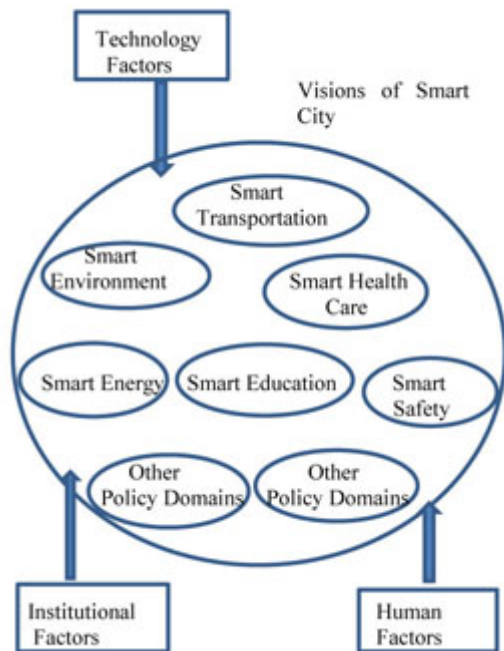 Technology
Factors
Visions of Smart
City
Smart
Transportation
Smart
Environment
Smart Health
Care
Smart Energy
Smart Education
Smart
Safety
Other
Policy Domains
Other
Policy Domains
Institutional
Factors
Human
Factors